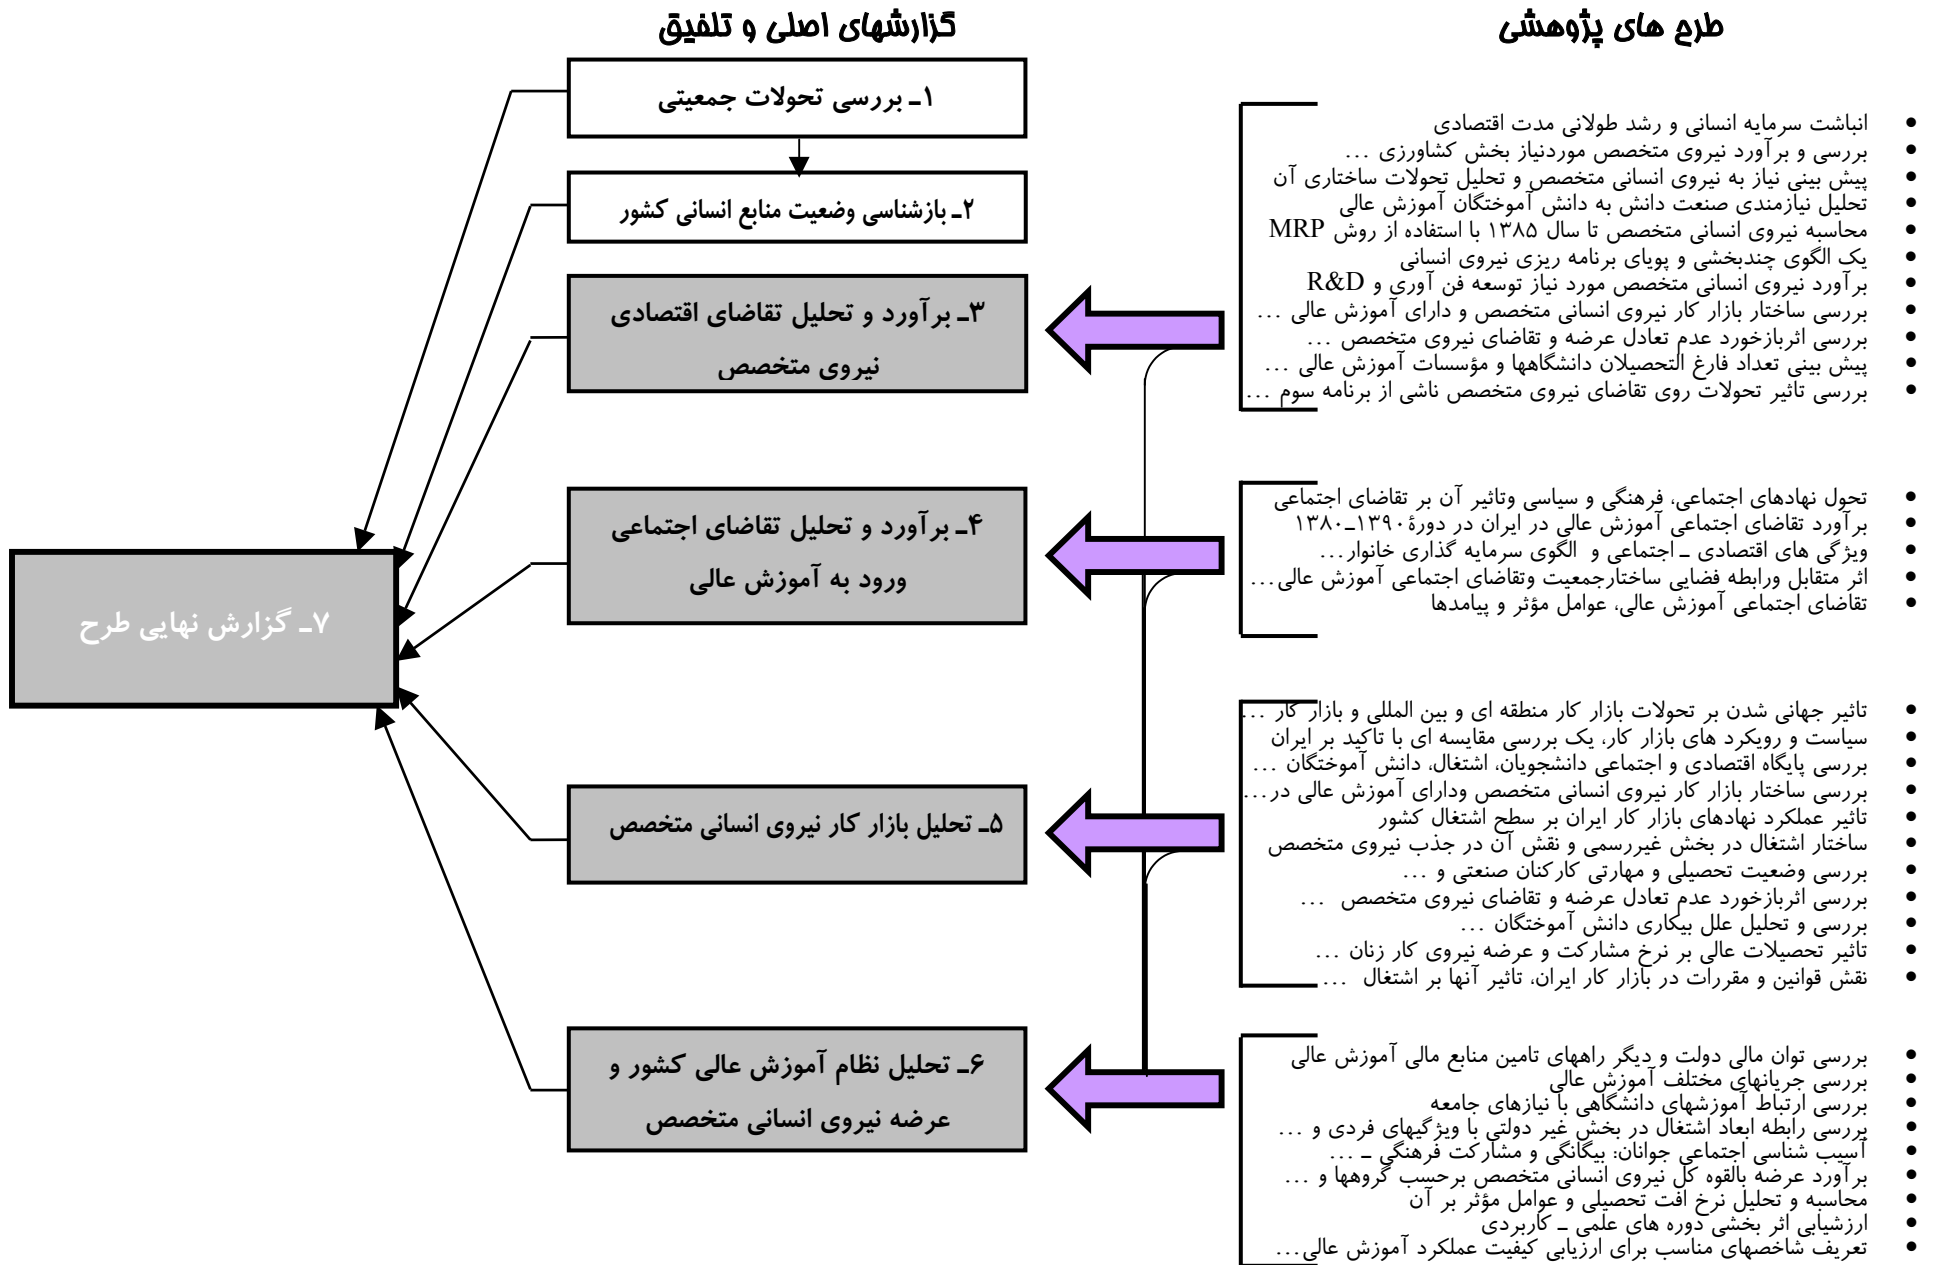 طرح های پژوهشی
انباشت سرمایه انسانی و رشد طولانی مدت اقتصادی
بررسی و برآورد نیروی متخصص موردنیاز بخش کشاورزی ...
پیش بینی نیاز به نیروی انسانی متخصص و تحلیل تحولات ساختاری آن
تحلیل نیازمندی صنعت دانش به دانش آموختگان آموزش عالی
محاسبه نیروی انسانی متخصص تا سال ۱۳۸۵ با استفاده از روش MRP
یک الگوی چندبخشی و پویای برنامه ریزی نیروی انسانی
برآورد نیروی انسانی متخصص مورد نیاز توسعه فن آوری و R&D
بررسی ساختار بازار کار نیروی انسانی متخصص و دارای آموزش عالی ...
بررسی اثربازخورد عدم تعادل عرضه و تقاضای نیروی متخصص ...
پیش بینی تعداد فارغ التحصیلان دانشگاهها و مؤسسات آموزش عالی ...
بررسی تاثیر تحولات روی تقاضای نیروی متخصص ناشی از برنامه سوم ...
تحول نهادهای اجتماعی، فرهنگی و سیاسی وتاثیر آن بر تقاضای اجتماعی
برآورد تقاضای اجتماعی آموزش عالی در ایران در دورۀ ۱۳۹۰ـ۱۳۸۰
ویژگی های اقتصادی ـ اجتماعی و الگوی سرمایه گذاری خانوار...
اثر متقابل ورابطه فضایی ساختارجمعیت وتقاضای اجتماعی آموزش عالی...
تقاضای اجتماعی آموزش عالی، عوامل مؤثر و پیامدها
تاثیر جهانی شدن بر تحولات بازار کار منطقه ای و بین المللی و بازار کار ...
سیاست و رویکرد های بازار کار، یک بررسی مقایسه ای با تاکید بر ایران
بررسی پایگاه اقتصادی و اجتماعی دانشجویان، اشتغال، دانش آموختگان ...
بررسی ساختار بازار کار نیروی انسانی متخصص ودارای آموزش عالی در...
تاثیر عملکرد نهادهای بازار کار ایران بر سطح اشتغال کشور
ساختار اشتغال در بخش غیررسمی و نقش آن در جذب نیروی متخصص
بررسی وضعیت تحصیلی و مهارتی کارکنان صنعتی و ...
بررسی اثربازخورد عدم تعادل عرضه و تقاضای نیروی متخصص ...
بررسی و تحلیل علل بیکاری دانش آموختگان ...
تاثیر تحصیلات عالی بر نرخ مشارکت و عرضه نیروی کار زنان ...
نقش قوانین و مقررات در بازار کار ایران، تاثیر آنها بر اشتغال ...
بررسی توان مالی دولت و دیگر راههای تامین منابع مالی آموزش عالی
بررسی جریانهای مختلف آموزش عالی
بررسی ارتباط آموزشهای دانشگاهی با نیازهای جامعه
بررسی رابطه ابعاد اشتغال در بخش غیر دولتی با ویژگیهای فردی و ...
آسیب شناسی اجتماعی جوانان: بیگانگی و مشارکت فرهنگی ـ ...
برآورد عرضه بالقوه کل نیروی انسانی متخصص برحسب گروهها و ...
محاسبه و تحلیل نرخ افت تحصیلی و عوامل مؤثر بر آن
ارزشیابی اثر بخشی دوره های علمی ـ کاربردی
تعریف شاخصهای مناسب برای ارزیابی کیفیت عملکرد آموزش عالی...
گزارشهای اصلی و تلفیق
۱ـ بررسی تحولات جمعیتی
۲ـ بازشناسی وضعیت منابع انسانی کشور
۳ـ برآورد و تحلیل تقاضای اقتصادی
نیروی متخصص
۴ـ برآورد و تحلیل تقاضای اجتماعی
ورود به آموزش عالی
۵ـ تحلیل بازار کار نیروی انسانی متخصص
۶ـ تحلیل نظام آموزش عالی کشور و
عرضه نیروی انسانی متخصص
۷ـ گزارش نهایی طرح